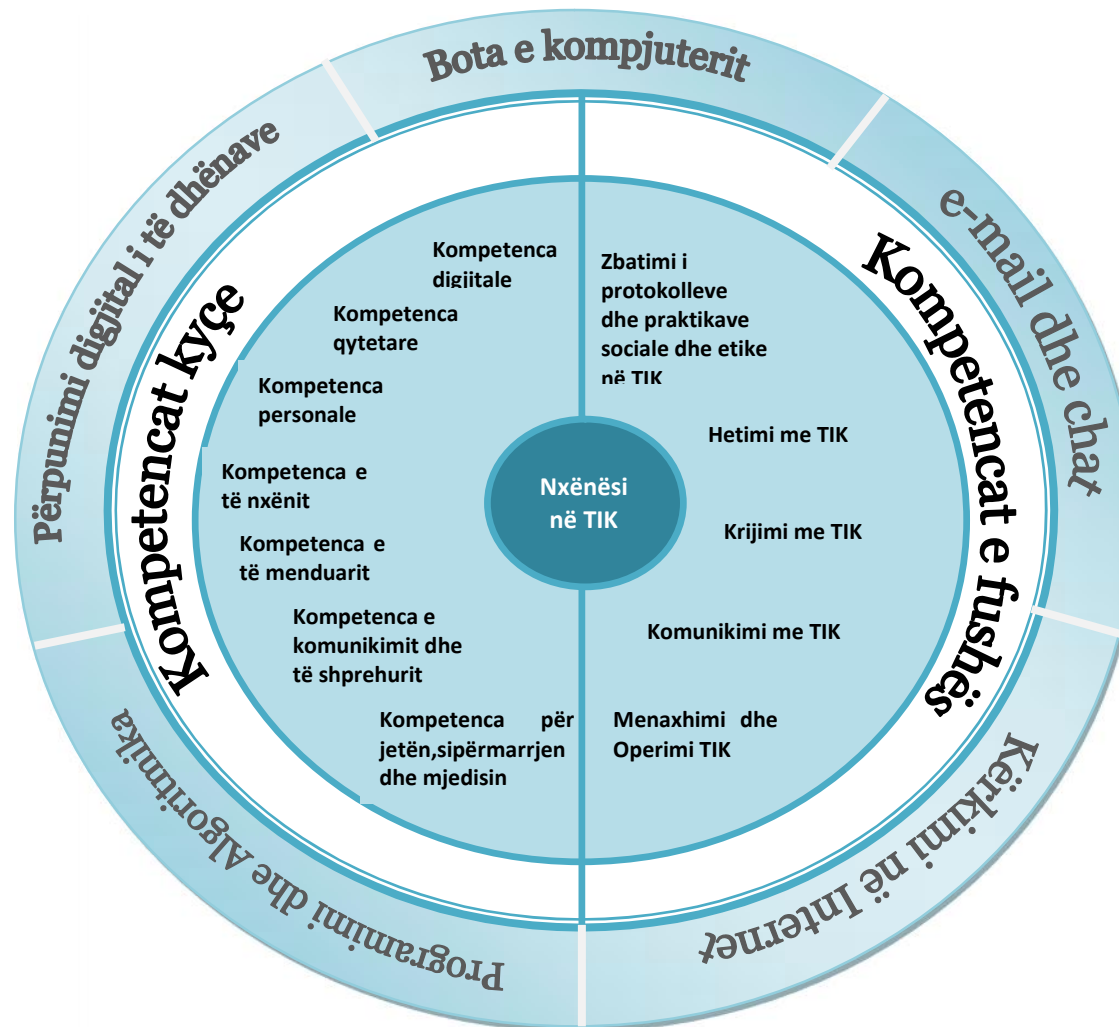 Bota e kompjuterit
e-mail dhe chat
Kërkimi në Internet
Programimi dhe Algoritmika
Përpunimi digjital i të dhënave
Kompetencat kyçe
Kompetencat e fushës
Kompetenca
digjitale
Kompetenca
qytetare
Kompetenca
personale
Kompetenca e
të nxënit
Kompetenca e
të menduarit
Kompetenca e
komunikimit dhe
të shprehurit
Kompetenca për
jetën,sipërmarrjen
dhe mjedisin
Nxënësi
në TIK
Zbatimi i
protokolleve
dhe praktikave
sociale dhe etike
në TIK
Hetimi me TIK
Krijimi me TIK
Komunikimi me TIK
Menaxhimi dhe
Operimi TIK